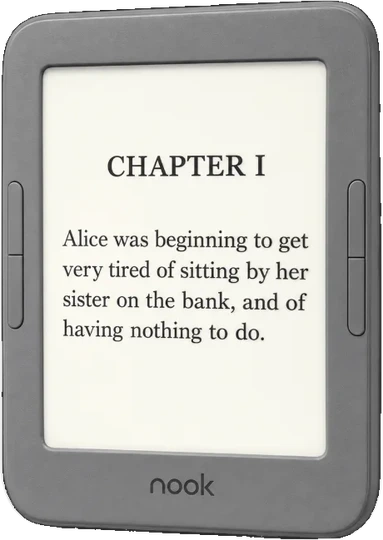 CHAPTER I
Alice was beginning to get
very tired of sitting by her
sister on the bank, and of
having nothing to do.
nook